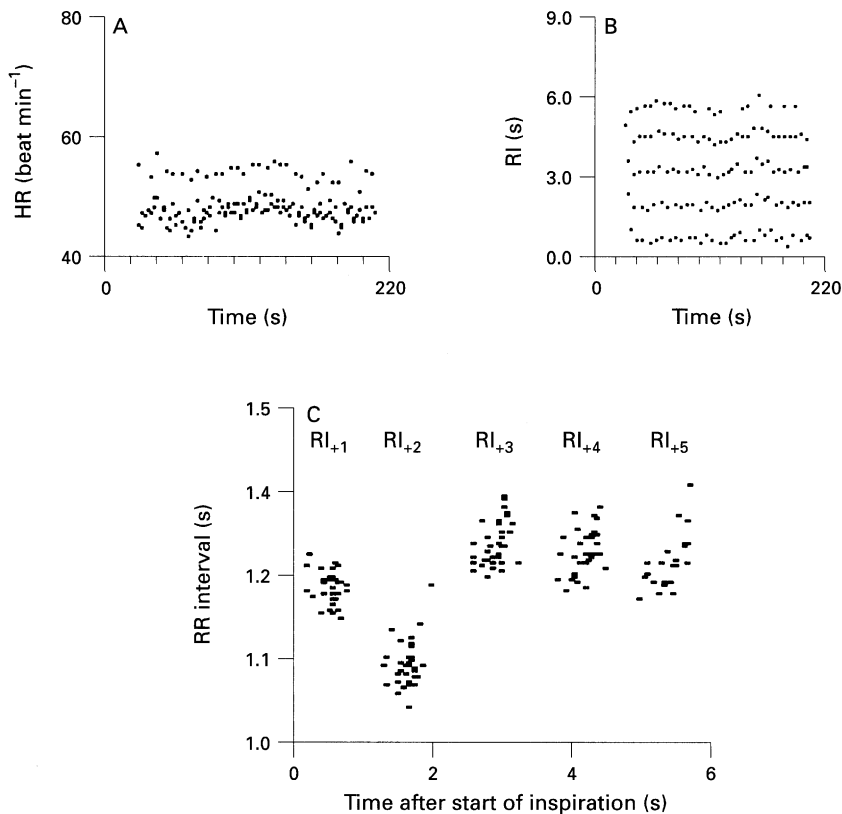 A
80
60
40
HR (beat min⁻¹)
0
220
Time (s)
B
9.0
6.0
3.0
0.0
RI (s)
0
220
Time (s)
C
1.5
1.4
1.2
1.1
1.0
RR interval (s)
RI+1 RI+2 RI+3 RI+4 RI+5
0 2 4 6
Time after start of inspiration (s)